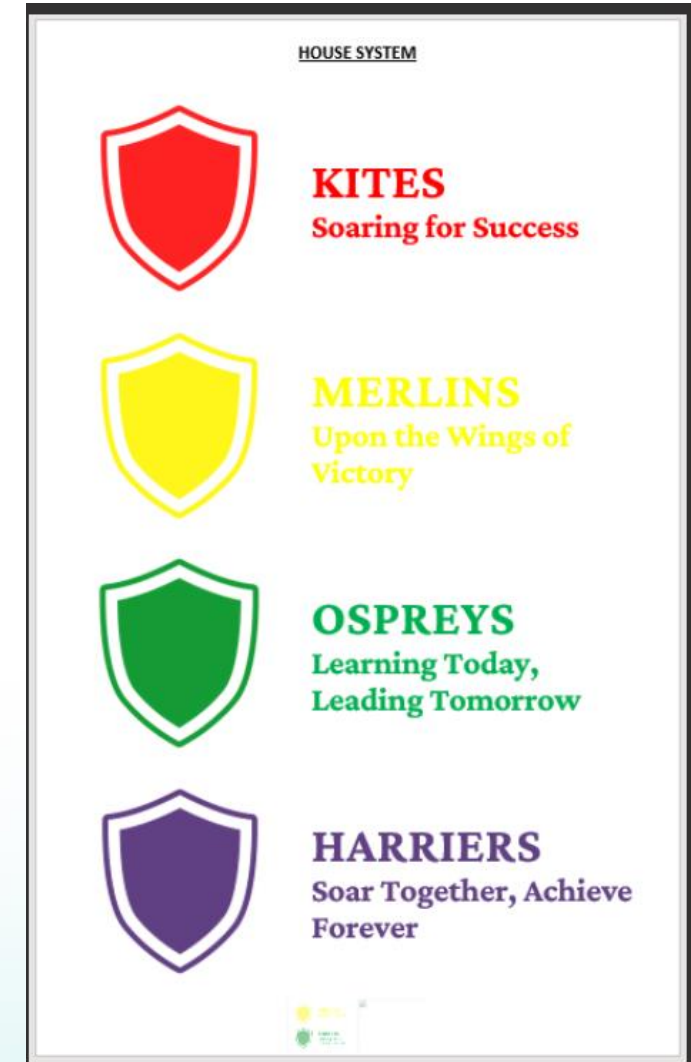 HOUSE SYSTEM
KITES
Soaring for Success
MERLINS
Upon the Wings of
Victory
OSPREYS
Learning Today,
Leading Tomorrow
HARRIERS
Soar Together, Achieve
Forever